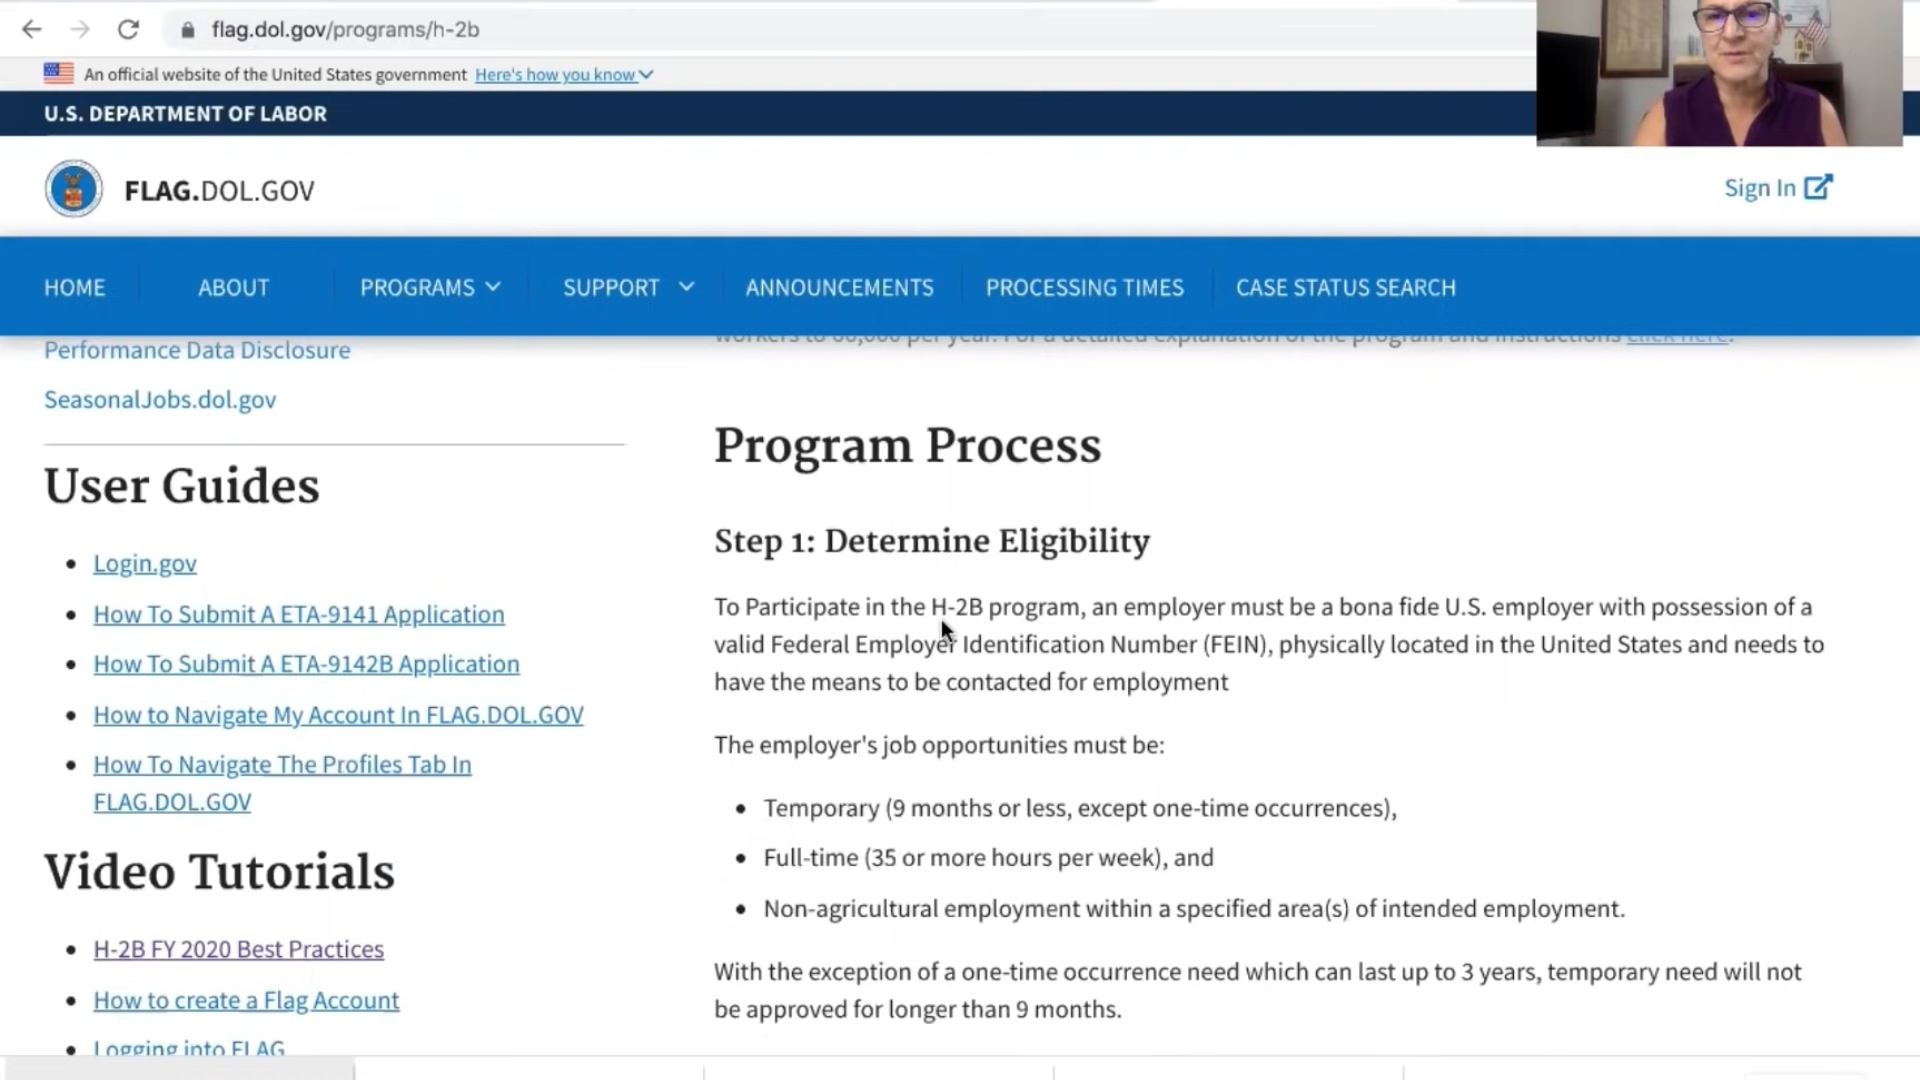 flag.dol.gov/programs/h-2b
An official website of the United States government Here's how you know
U.S. DEPARTMENT OF LABOR
FLAG.DOL.GOV
Sign In
HOME ABOUT PROGRAMS SUPPORT ANNOUNCEMENTS PROCESSING TIMES CASE STATUS SEARCH
Performance Data Disclosure
SeasonalJobs.dol.gov
User Guides
• Login.gov
• How To Submit A ETA-9141 Application
• How To Submit A ETA-9142B Application
• How to Navigate My Account In FLAG.DOL.GOV
• How To Navigate The Profiles Tab In
FLAG.DOL.GOV
Video Tutorials
• H-2B FY 2020 Best Practices
• How to create a Flag Account
• Logging into FLAG
per year. For a detailed explanation of the program and instructions click here.
Program Process
Step 1: Determine Eligibility
To Participate in the H-2B program, an employer must be a bona fide U.S. employer with possession of a
valid Federal Employer Identification Number (FEIN), physically located in the United States and needs to
have the means to be contacted for employment
The employer's job opportunities must be:
• Temporary (9 months or less, except one-time occurrences),
• Full-time (35 or more hours per week), and
• Non-agricultural employment within a specified area(s) of intended employment.
With the exception of a one-time occurrence need which can last up to 3 years, temporary need will not
be approved for longer than 9 months.